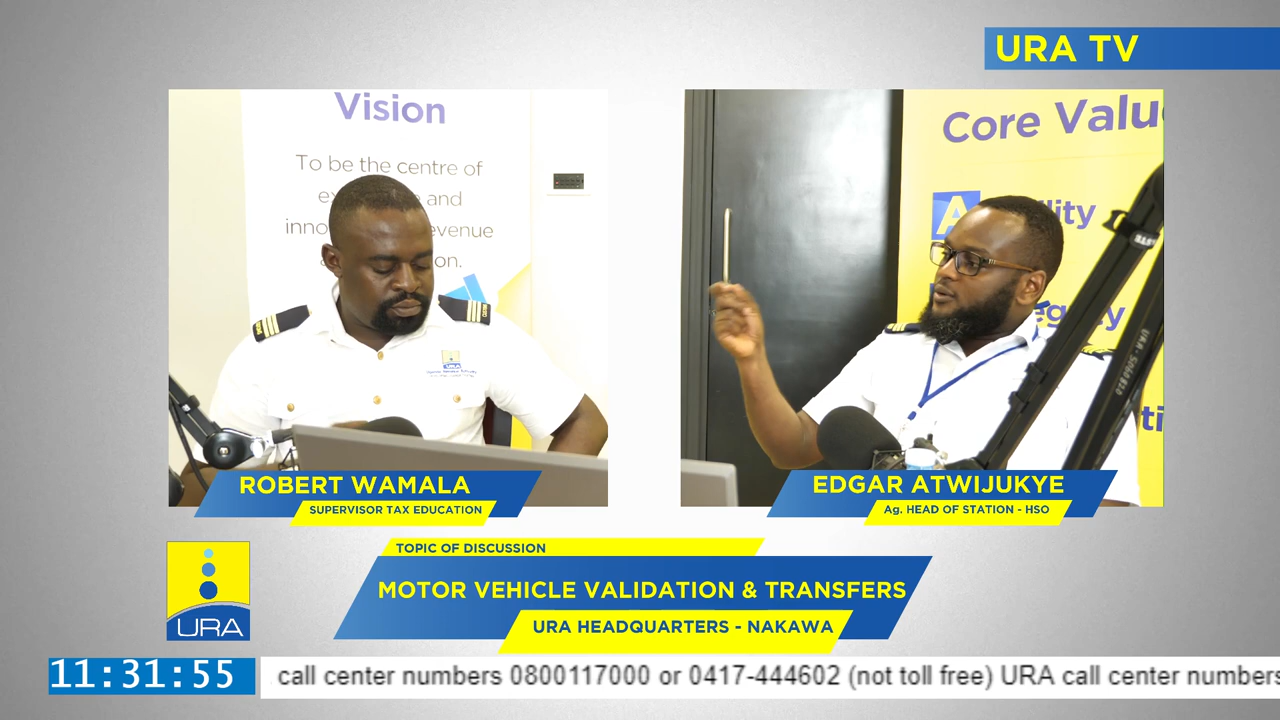 URA TV
Vision
To be the centre of
and
evenue
on.
Core Valu
A
URA
ROBERT WAMALA
SUPERVISOR TAX EDUCATION
EDGAR ATWIJUKYE
Ag. HEAD OF STATION - HSO
TOPIC OF DISCUSSION
MOTOR VEHICLE VALIDATION & TRANSFERS
URA HEADQUARTERS - NAKAWA
URA
11:31:55
call center numbers 0800117000 or 0417-444602 (not toll free) URA call center numbers